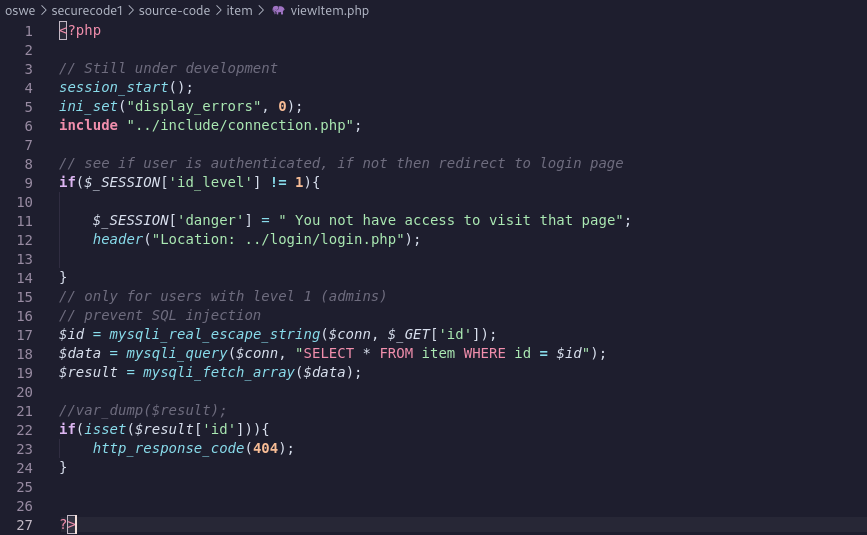 oswe > securecode1 > source-code > item > viewItem.php
1 <?php
2
3 // Still under development
4 session_start();
5 ini_set("display_errors", 0);
6 include "../include/connection.php";
7
8 // see if user is authenticated, if not then redirect to login page
9 if($_SESSION['id_level'] != 1){
10
11     $_SESSION['danger'] = " You not have access to visit that page";
12     header("Location: ../login/login.php");
13
14 }
15 // only for users with level 1 (admins)
16 // prevent SQL injection
17 $id = mysqli_real_escape_string($conn, $_GET['id']);
18 $data = mysqli_query($conn, "SELECT * FROM item WHERE id = $id");
19 $result = mysqli_fetch_array($data);
20
21 //var_dump($result);
22 if(isset($result['id'])){
23     http_response_code(404);
24 }
25
26
27 ?>